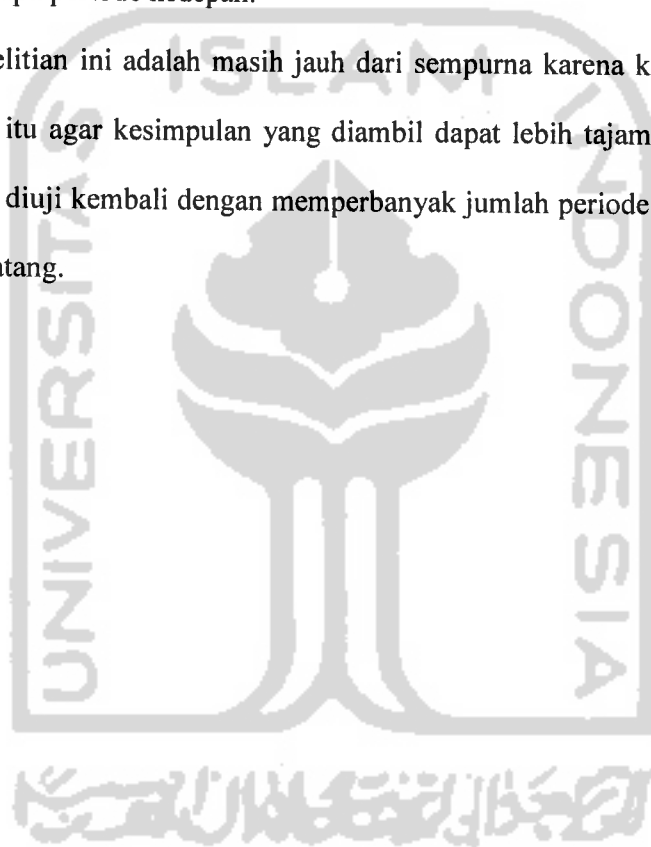 elitian ini adalah masih jauh dari sempurna karena k
itu agar kesimpulan yang diambil dapat lebih tajam
diuji kembali dengan memperbanyak jumlah periode
atang.
ISLAM
UNIVERSITAS
INDONESIA